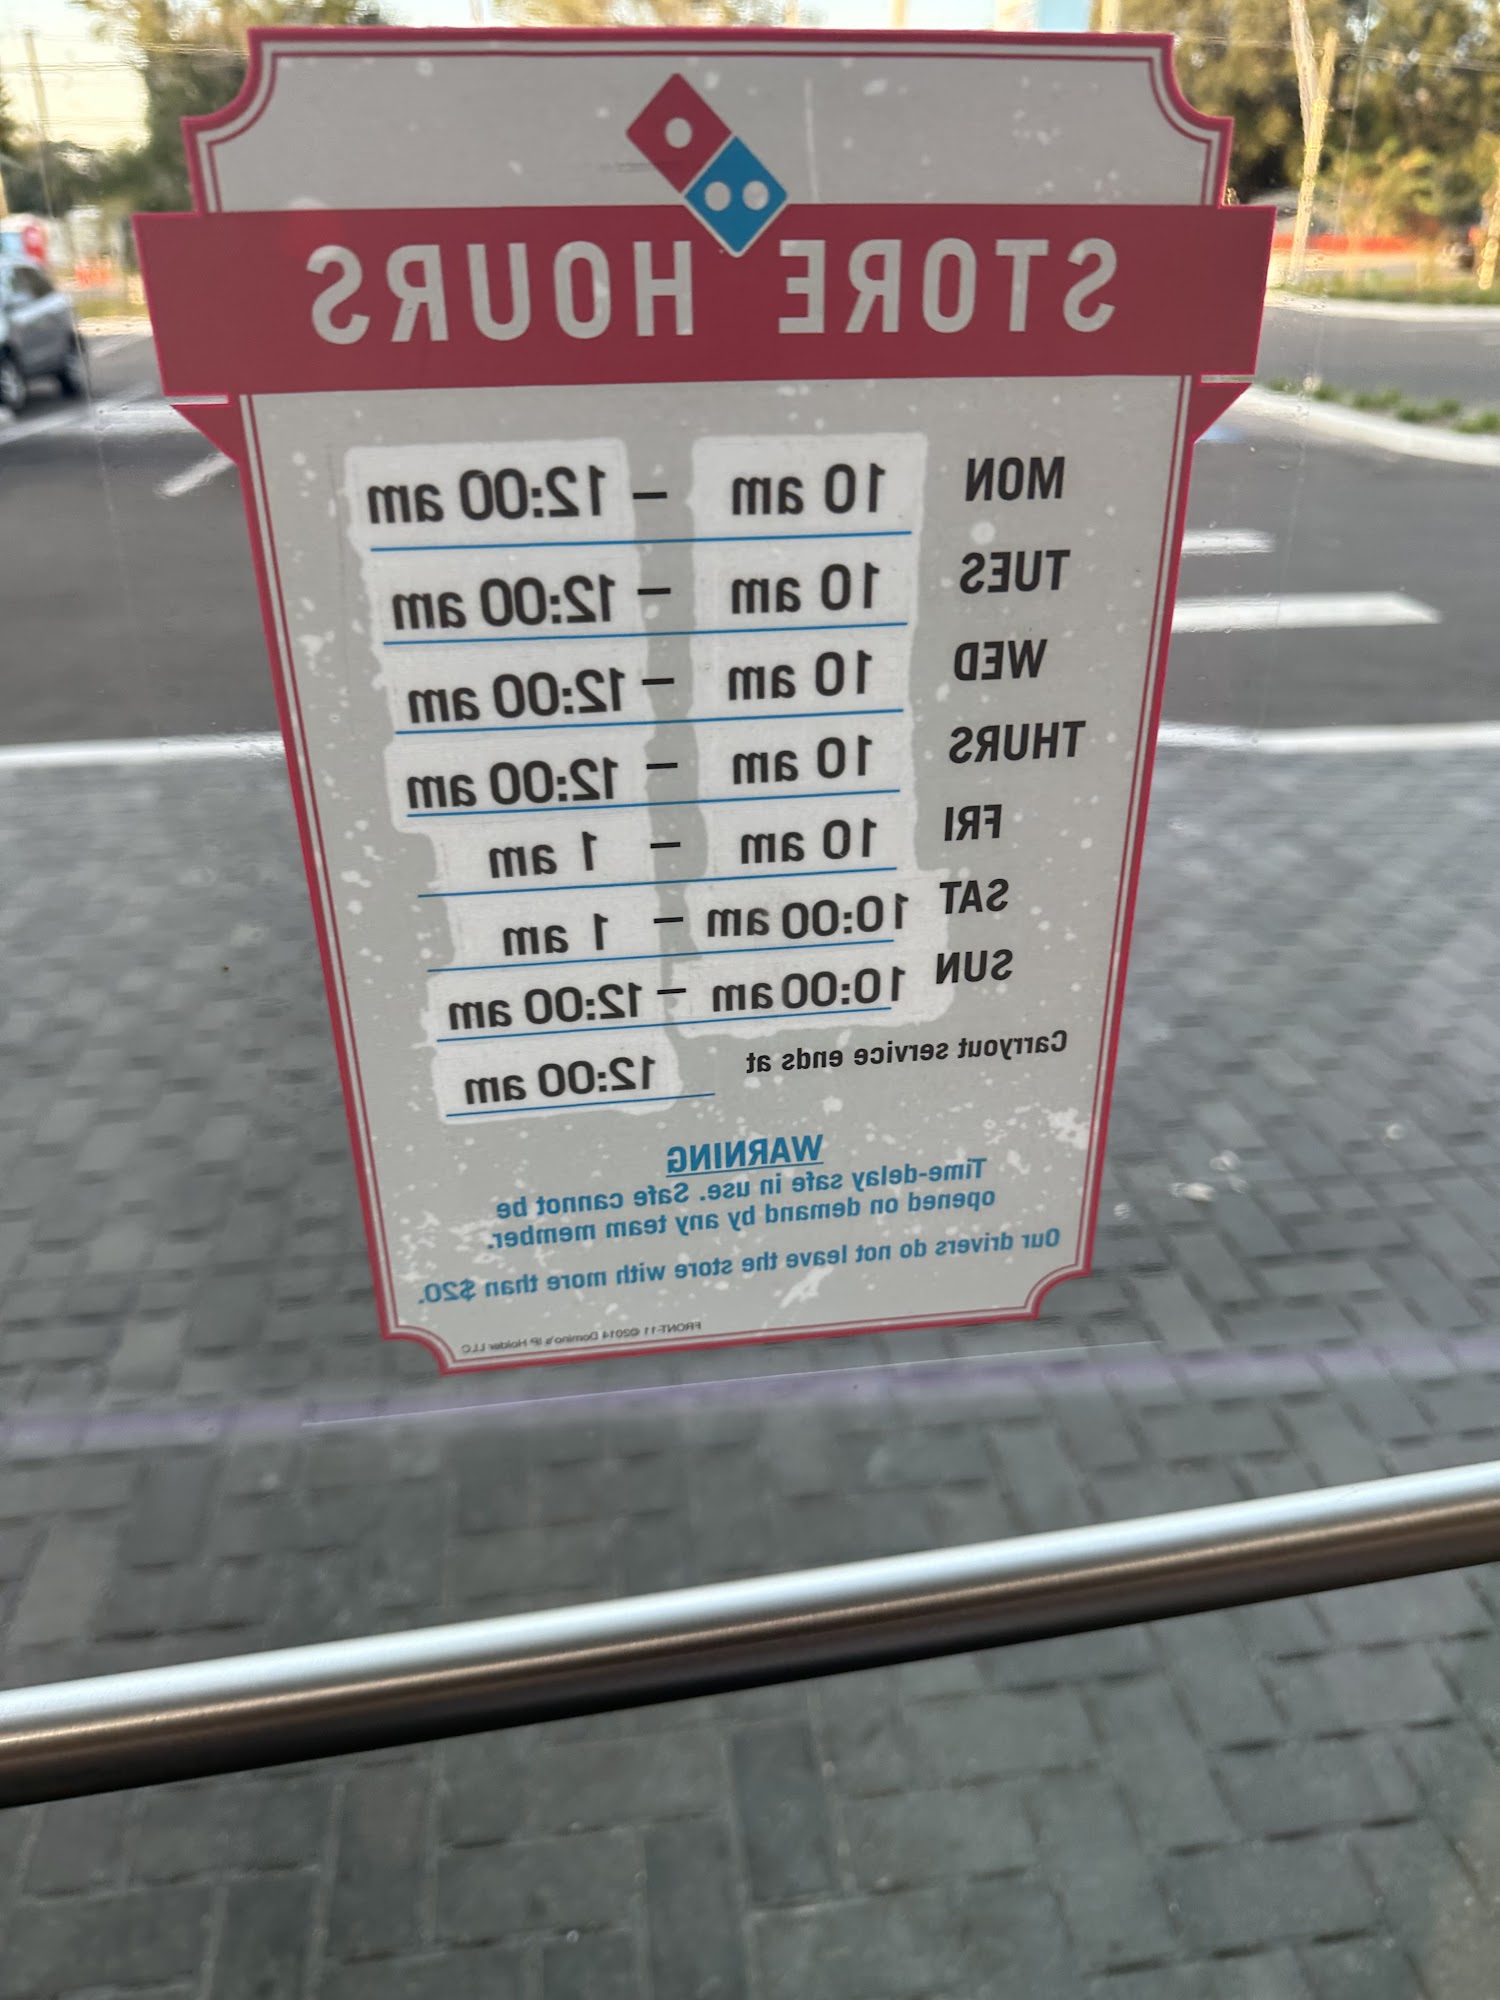 STORE HOURS
MON 10 am – 12:00 am
TUES 10 am – 12:00 am
WED 10 am – 12:00 am
THURS 10 am – 12:00 am
FRI 10 am – 1 am
SAT 10:00 am – 1 am
SUN 10:00 am – 12:00 am
Carryout service ends at 12:00 am
WARNING
Time-delay safe in use. Safe cannot be
opened on demand by any team member.
Our drivers do not leave the store with more than $20.
FRONT-11 ©2014 Domino's IP Holder LLC